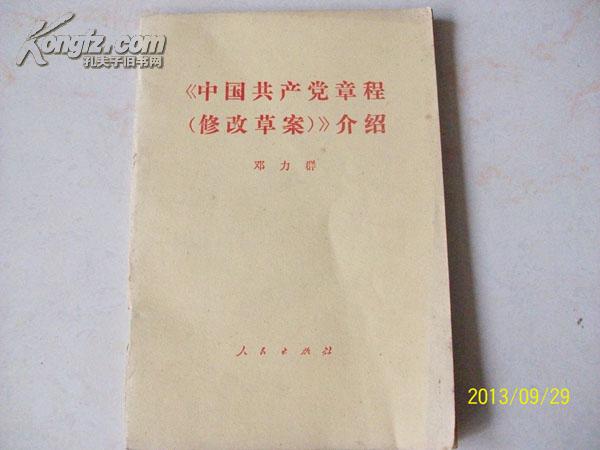 Kongfz.com
孔夫子旧书网
《中国共产党章程
(修改草案)》介绍
邓力群
人民出版社
2013/09/29